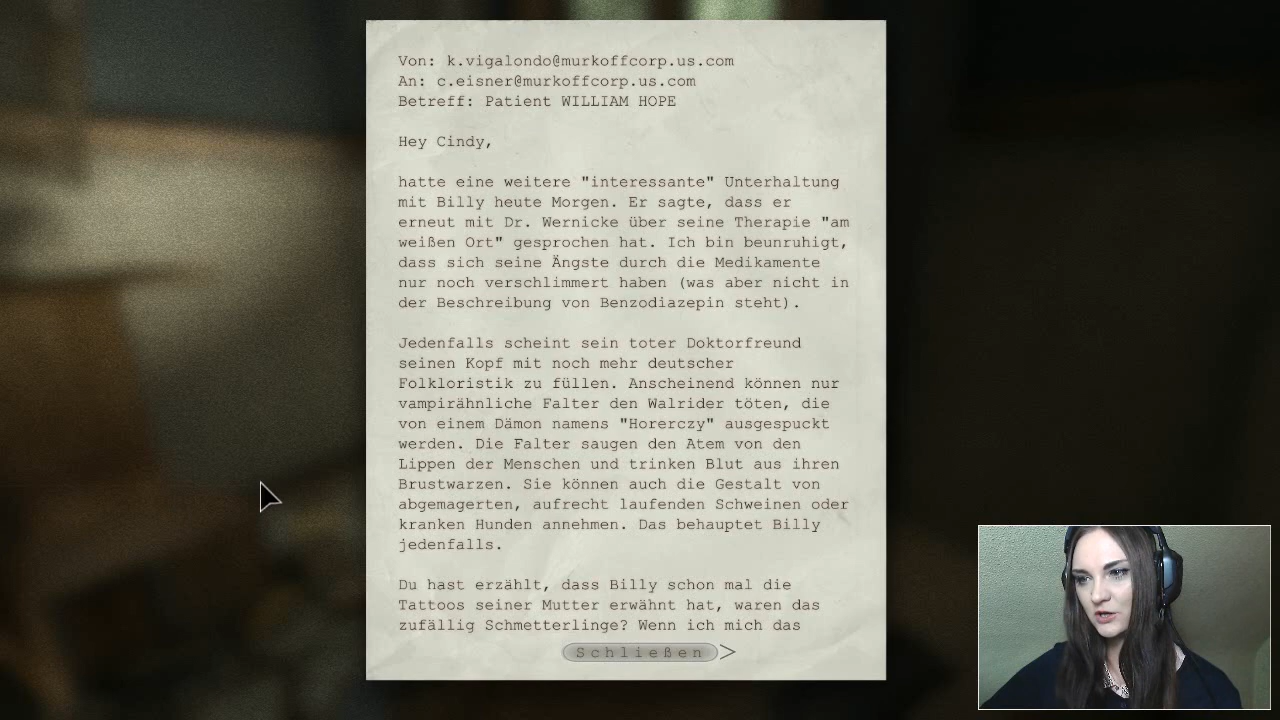 Von: k.vigalondo@murkoffcorp.us.com
An: c.eisner@murkoffcorp.us.com
Betreff: Patient WILLIAM HOPE
Hey Cindy,
hatte eine weitere "interessante" Unterhaltung
mit Billy heute Morgen. Er sagte, dass er
erneut mit Dr. Wernicke über seine Therapie "am
weißen Ort" gesprochen hat. Ich bin beunruhigt,
dass sich seine Ängste durch die Medikamente
nur noch verschlimmert haben (was aber nicht in
der Beschreibung von Benzodiazepin steht).
Jedenfalls scheint sein toter Doktorfreund
seinen Kopf mit noch mehr deutscher
Folkloristik zu füllen. Anscheinend können nur
vampirähnliche Falter den Walrider töten, die
von einem Dämon namens "Horerczy" ausgespuckt
werden. Die Falter saugen den Atem von den
Lippen der Menschen und trinken Blut aus ihren
Brustwarzen. Sie können auch die Gestalt von
abgemagerten, aufrecht laufenden Schweinen oder
kranken Hunden annehmen. Das behauptet Billy
jedenfalls.
Du hast erzählt, dass Billy schon mal die
Tattoos seiner Mutter erwähnt hat, waren das
zufällig Schmetterlinge? Wenn ich mich das
Schließen >